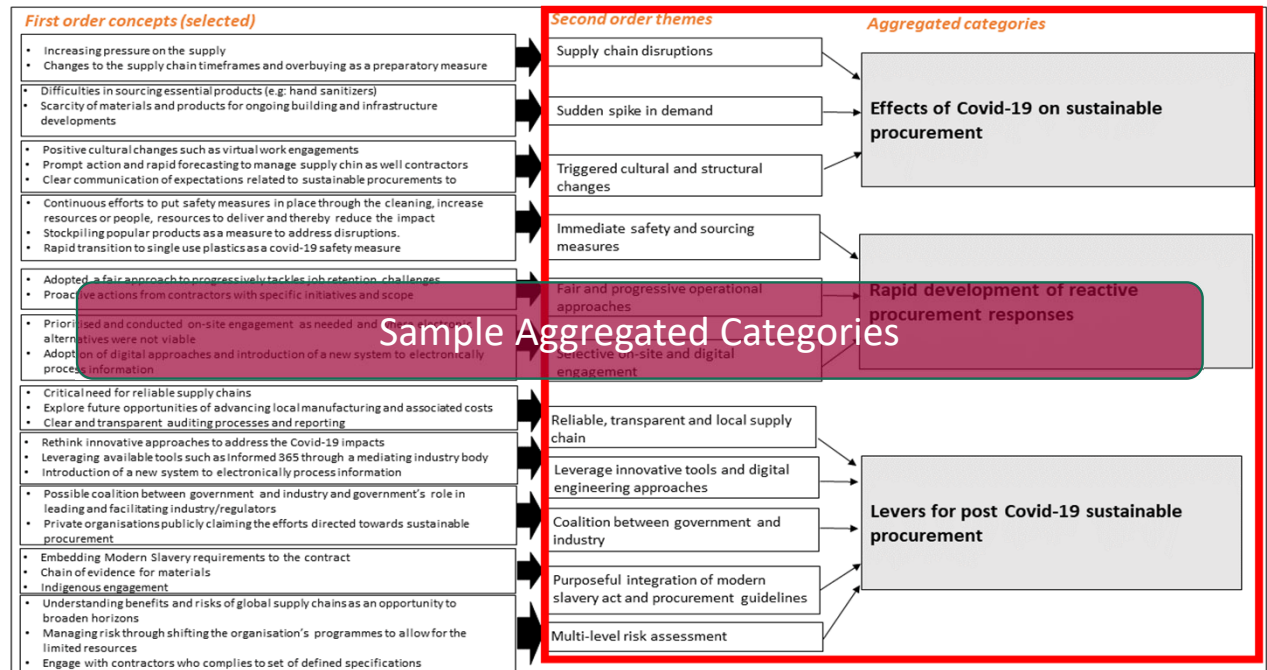 First order concepts (selected)
Second order themes
Aggregated categories
• Increasing pressure on the supply
• Changes to the supply chain timeframes and overbuying as a preparatory measure
Supply chain disruptions
• Difficulties in sourcing essential products (e.g: hand sanitizers)
• Scarcity of materials and products for ongoing building and infrastructure
developments
Sudden spike in demand
• Positive cultural changes such as virtual work engagements
• Prompt action and rapid forecasting to manage supply chin as well contractors
• Clear communication of expectations related to sustainable procurements to
Triggered cultural and structural
changes
Effects of Covid-19 on sustainable
procurement
• Continuous efforts to put safety measures in place through the cleaning, increase
resources or people, resources to deliver and thereby reduce the impact
• Stockpiling popular products as a measure to address disruptions.
• Rapid transition to single use plastics as a covid-19 safety measure
Immediate safety and sourcing
measures
• Adopted a fair approach to progressively tackles job retention challenges
• Proactive actions from contractors with specific initiatives and scope
Fair and progressive operational
approaches
• Prioritised and conducted on-site engagement as needed and where electronic
alternatives were not viable
• Adoption of digital approaches and introduction of a new system to electronically
process information
Selective on-site and digital
engagement
Rapid development of reactive
procurement responses
Sample Aggregated Categories
• Critical need for reliable supply chains
• Explore future opportunities of advancing local manufacturing and associated costs
• Clear and transparent auditing processes and reporting
Reliable, transparent and local supply
chain
• Rethink innovative approaches to address the Covid-19 impacts
• Leveraging available tools such as Informed 365 through a mediating industry body
• Introduction of a new system to electronically process information
Leverage innovative tools and digital
engineering approaches
• Possible coalition between government and industry and government's role in
leading and facilitating industry/regulators
• Private organisations publicly claiming the efforts directed towards sustainable
procurement
Coalition between government and
industry
• Embedding Modern Slavery requirements to the contract
• Chain of evidence for materials
• Indigenous engagement
Purposeful integration of modern
slavery act and procurement guidelines
• Understanding benefits and risks of global supply chains as an opportunity to
broaden horizons
• Managing risk through shifting the organisation's programmes to allow for the
limited resources
• Engage with contractors who complies to set of defined specifications
Multi-level risk assessment
Levers for post Covid-19 sustainable
procurement